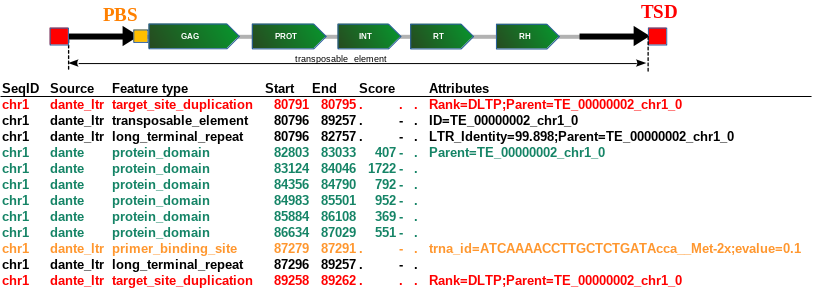 PBS TSD
GAG PROT INT RT RH
transposable_element
SeqID Source Feature type Start End Score Attributes
chr1 dante_ltr target_site_duplication 80791 80795 . . . Rank=DLTP;Parent=TE_00000002_chr1_0
chr1 dante_ltr transposable_element 80796 89257 . - . ID=TE_00000002_chr1_0
chr1 dante_ltr long_terminal_repeat 80796 82757 . - . LTR_Identity=99.898;Parent=TE_00000002_chr1_0
chr1 dante protein_domain 82803 83033 407 - . Parent=TE_00000002_chr1_0
chr1 dante protein_domain 83124 84046 1722 - .
chr1 dante protein_domain 84356 84790 792 - .
chr1 dante protein_domain 84983 85501 952 - .
chr1 dante protein_domain 85884 86108 369 - .
chr1 dante protein_domain 86634 87029 551 - .
chr1 dante_ltr primer_binding_site 87279 87291 . - . trna_id=ATCAAAACCTTGCTCTGATAcca__Met-2x;evalue=0.1
chr1 dante_ltr long_terminal_repeat 87296 89257 . - .
chr1 dante_ltr target_site_duplication 89258 89262 . . . Rank=DLTP;Parent=TE_00000002_chr1_0